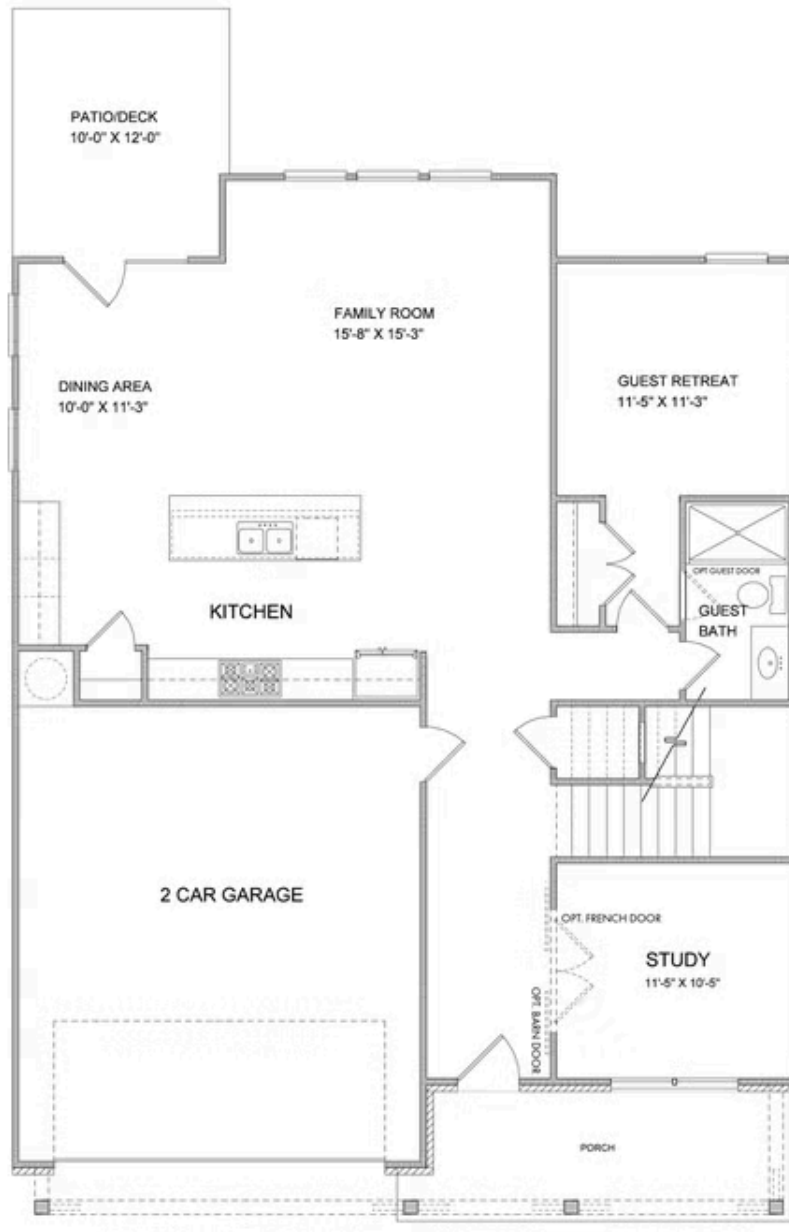 PATIO/DECK
10'-0" X 12'-0"
FAMILY ROOM
15'-8" X 15'-3"
DINING AREA
10'-0" X 11'-3"
GUEST RETREAT
11'-5" X 11'-3"
OPT GUEST DOOR
GUEST
BATH
KITCHEN
2 CAR GARAGE
OPT. FRENCH DOOR
STUDY
11'-5" X 10'-5"
OPT. BARN DOOR
PORCH